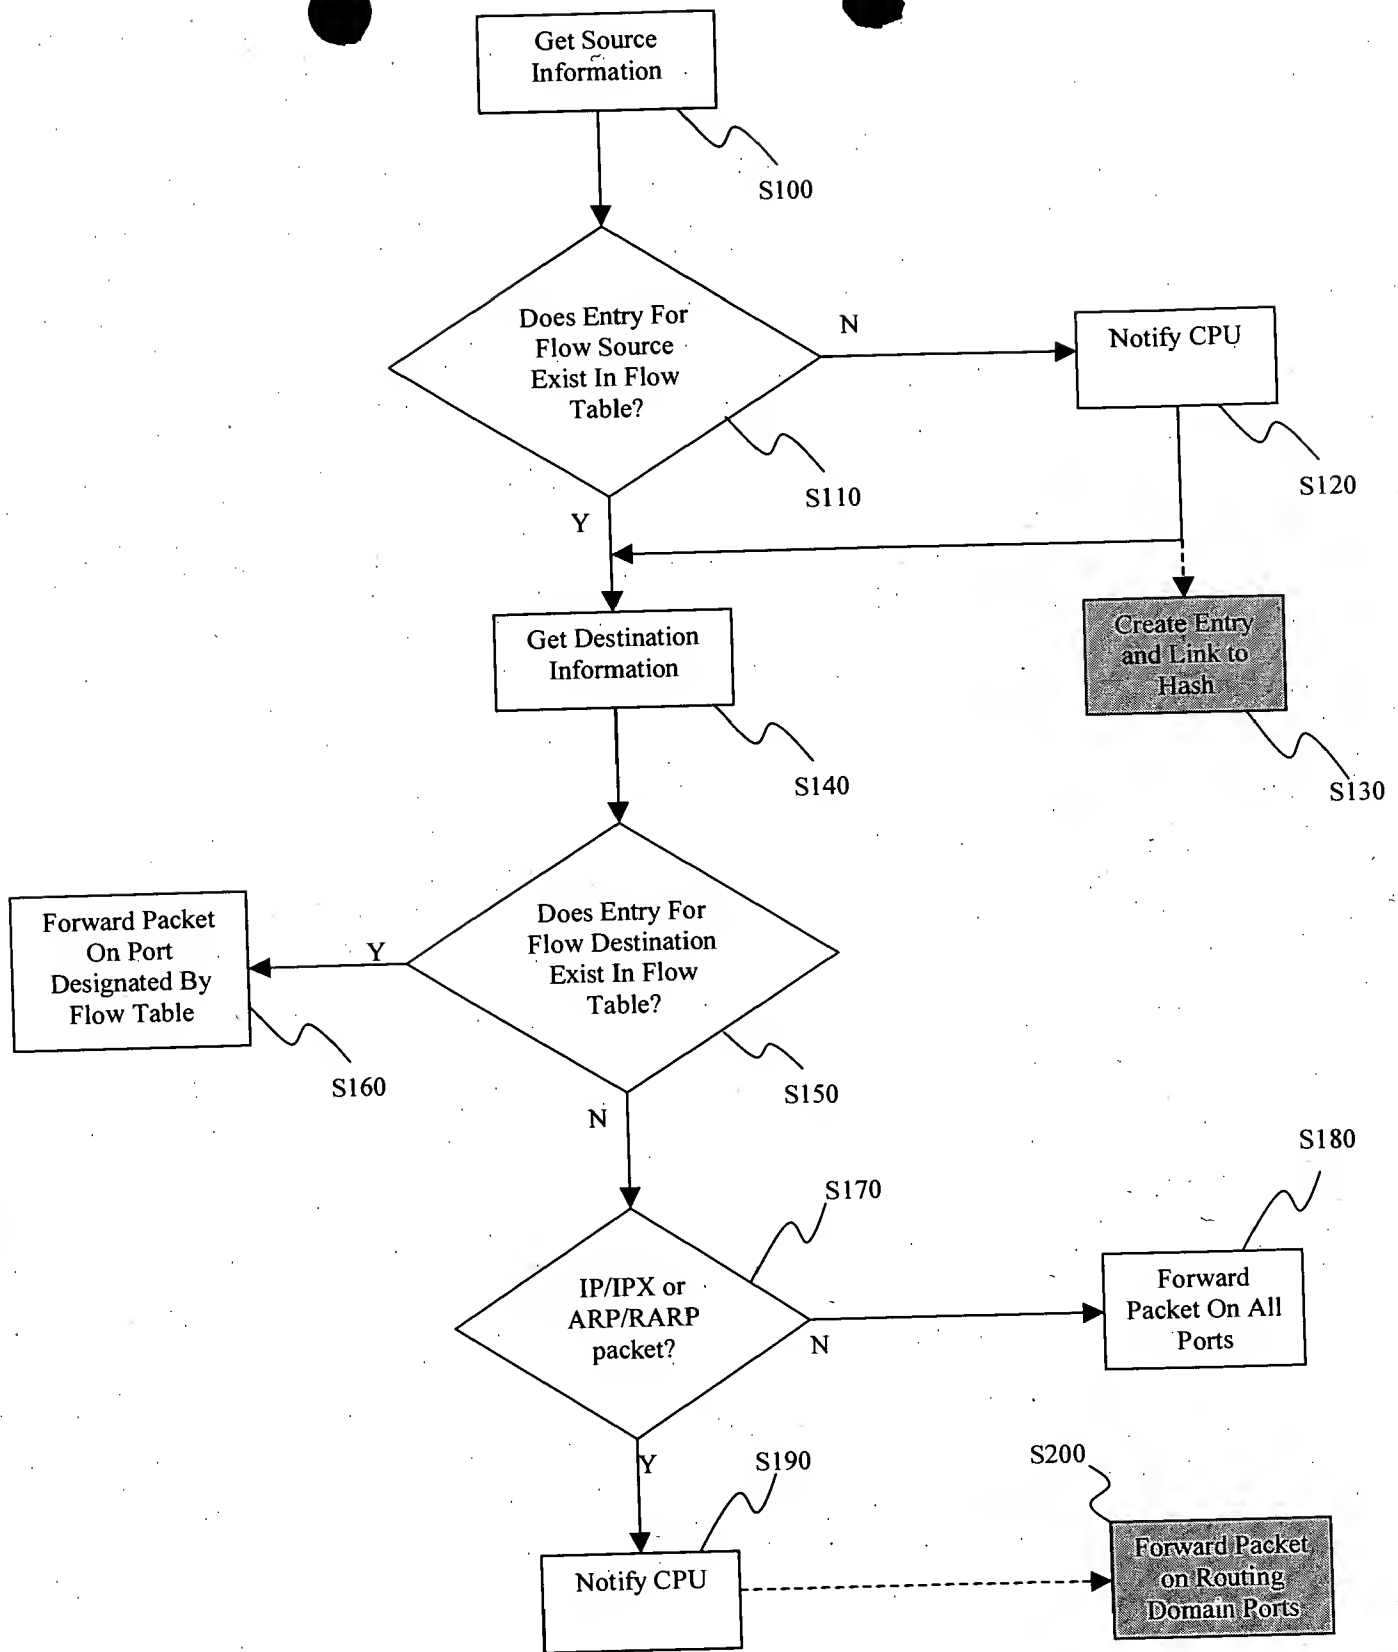 Get Source
Information
S100
Does Entry For
Flow Source
Exist In Flow
Table?
N
Notify CPU
S110
S120
Y
Get Destination
Information
Create Entry
and Link to
Hash
S140
S130
Forward Packet
On Port
Designated By
Flow Table
Y
Does Entry For
Flow Destination
Exist In Flow
Table?
S160
S150
N
S180
S170
IP/IPX or
ARP/RARP
packet?
N
Forward
Packet On All
Ports
Y
S190
S200
Notify CPU
Forward Packet
on Routing
Domain Ports